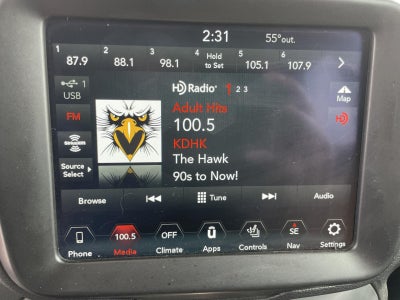 2:31 55°out.
1 2 3 4 5 6
87.9 88.1 98.1 Hold to Set 105.1 107.9
1
USB
HD Radio 1 2 3
Map
Adult Hits
FM
100.5
HD
KDHK
SiriusXM
The Hawk
Source Select
90s to Now!
Browse Tune Audio
100.5 OFF SE
Phone Media Climate Apps Controls Nav Settings